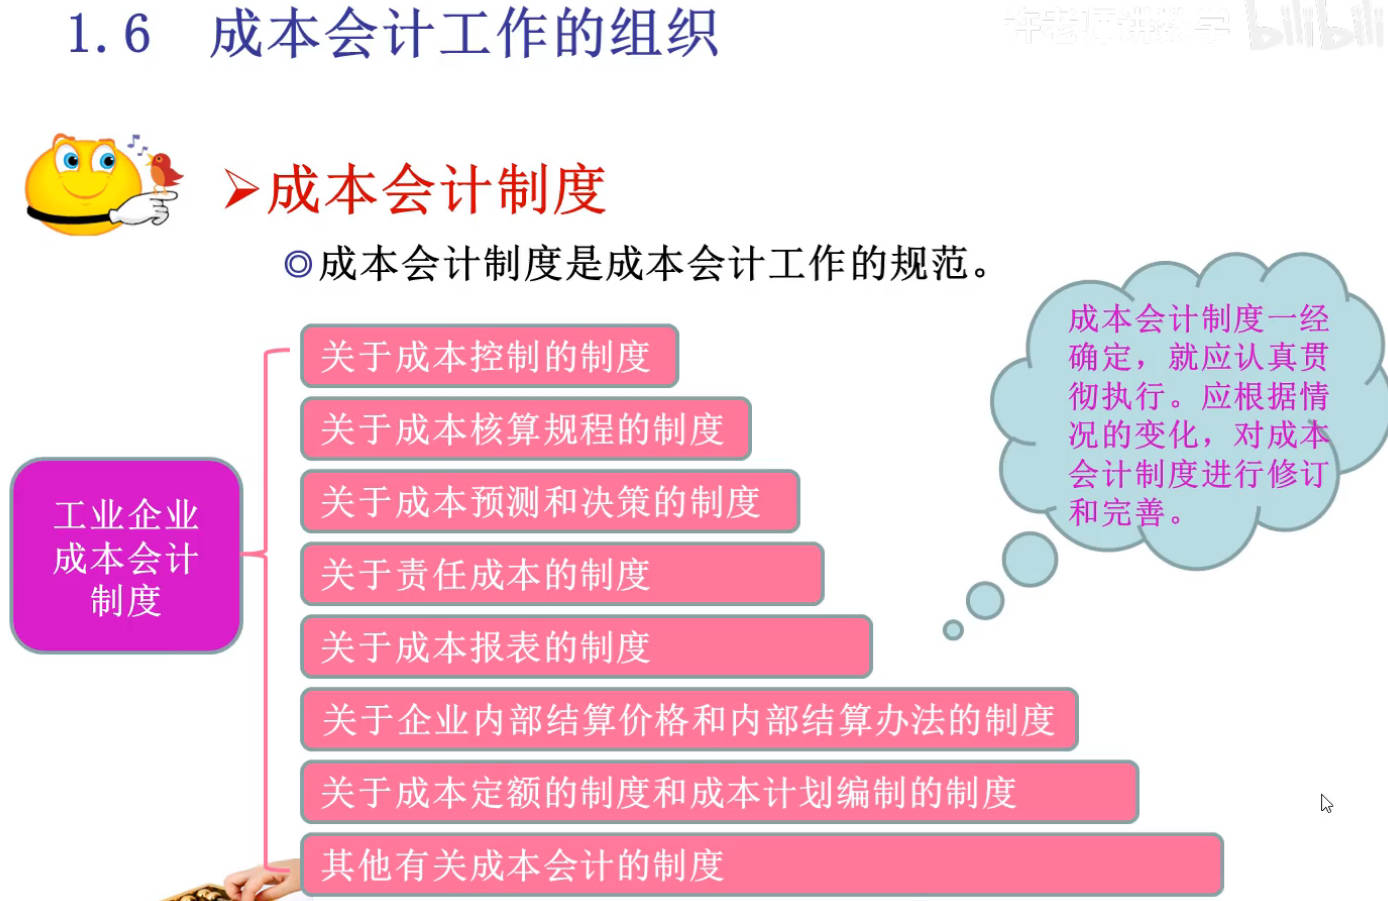 1.6 成本会计工作的组织
许老师讲数学 bilibili
成本会计制度
◎成本会计制度是成本会计工作的规范。
工业企业
成本会计
制度
关于成本控制的制度
关于成本核算规程的制度
关于成本预测和决策的制度
关于责任成本的制度
关于成本报表的制度
关于企业内部结算价格和内部结算办法的制度
关于成本定额的制度和成本计划编制的制度
其他有关成本会计的制度
成本会计制度一经
确定，就应认真贯
彻执行。应根据情
况的变化，对成本
会计制度进行修订
和完善。